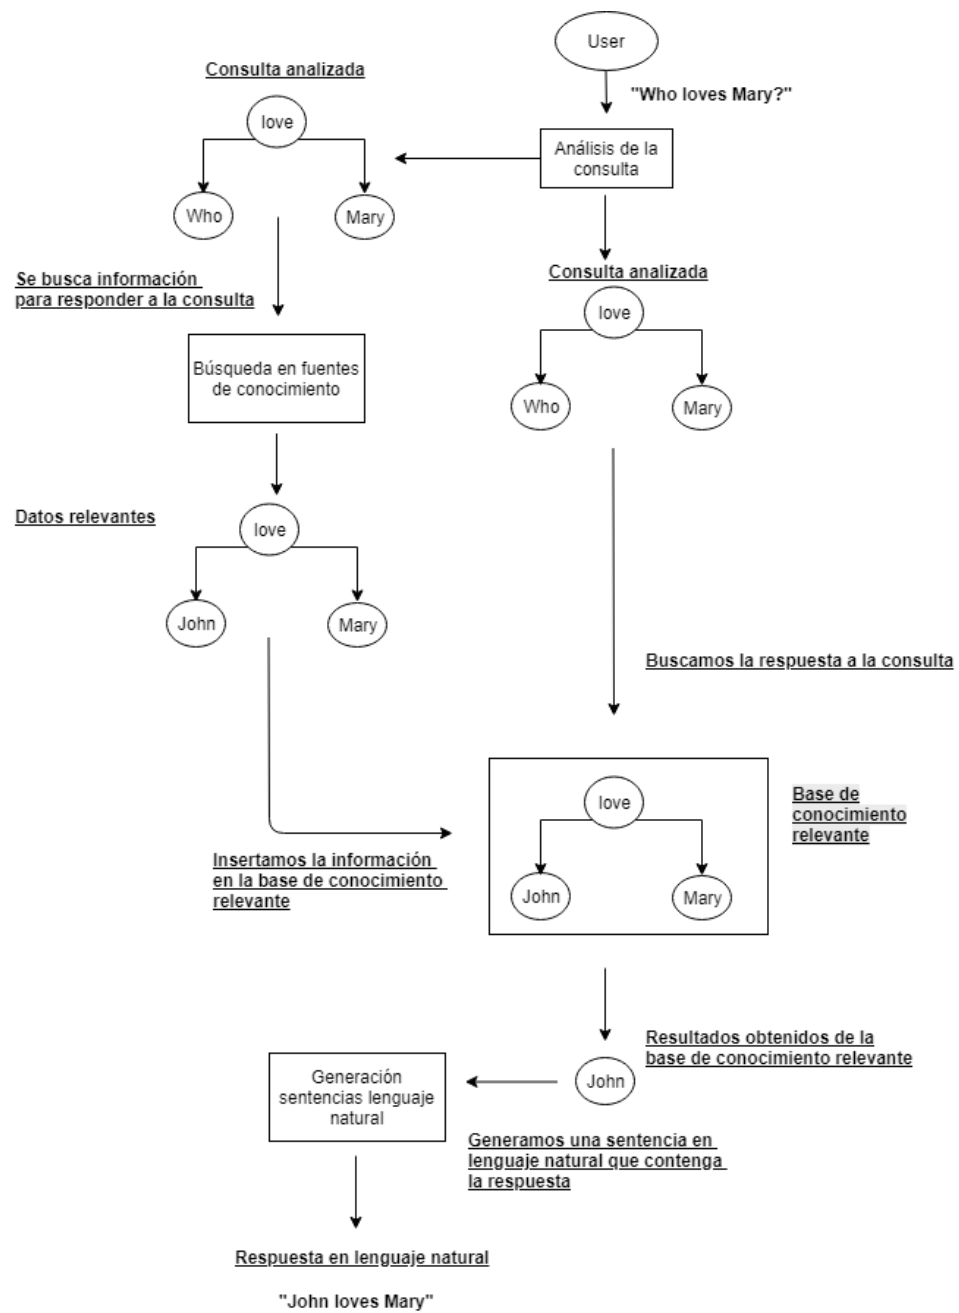 User
"Who loves Mary?"
Consulta analizada
love
Who
Mary
Análisis de la
consulta
Se busca información
para responder a la consulta
Consulta analizada
love
Who
Mary
Búsqueda en fuentes
de conocimiento
Datos relevantes
love
John
Mary
Buscamos la respuesta a la consulta
Insertamos la información
en la base de conocimiento
relevante
love
John
Mary
Base de
conocimiento
relevante
Resultados obtenidos de la
base de conocimiento relevante
John
Generación
sentencias lenguaje
natural
Generamos una sentencia en
lenguaje natural que contenga
la respuesta
Respuesta en lenguaje natural
"John loves Mary"